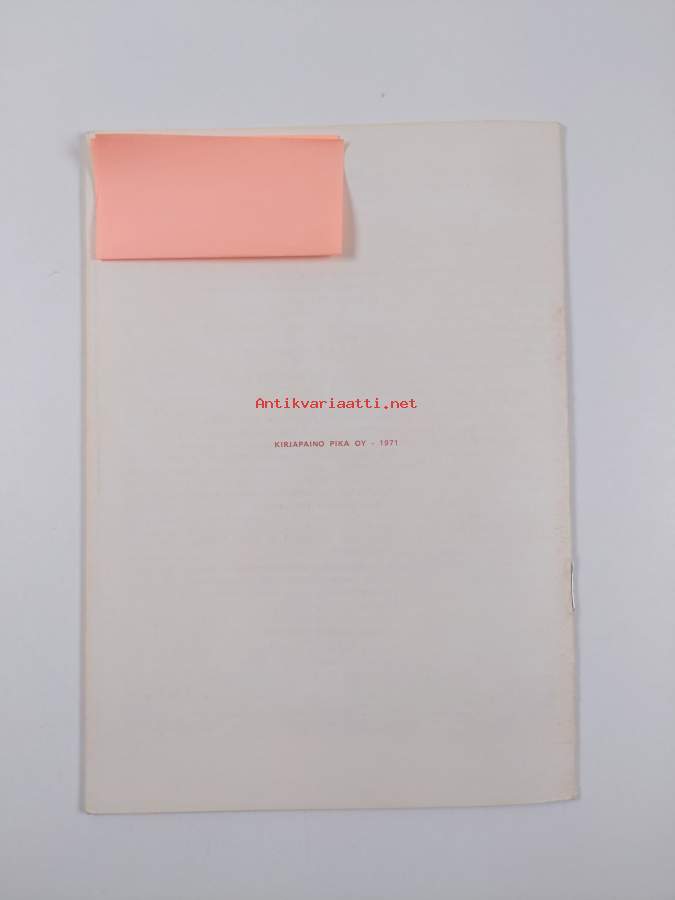 Antikvariaatti.net
KIRJAPAINO PIKA OY - 1971